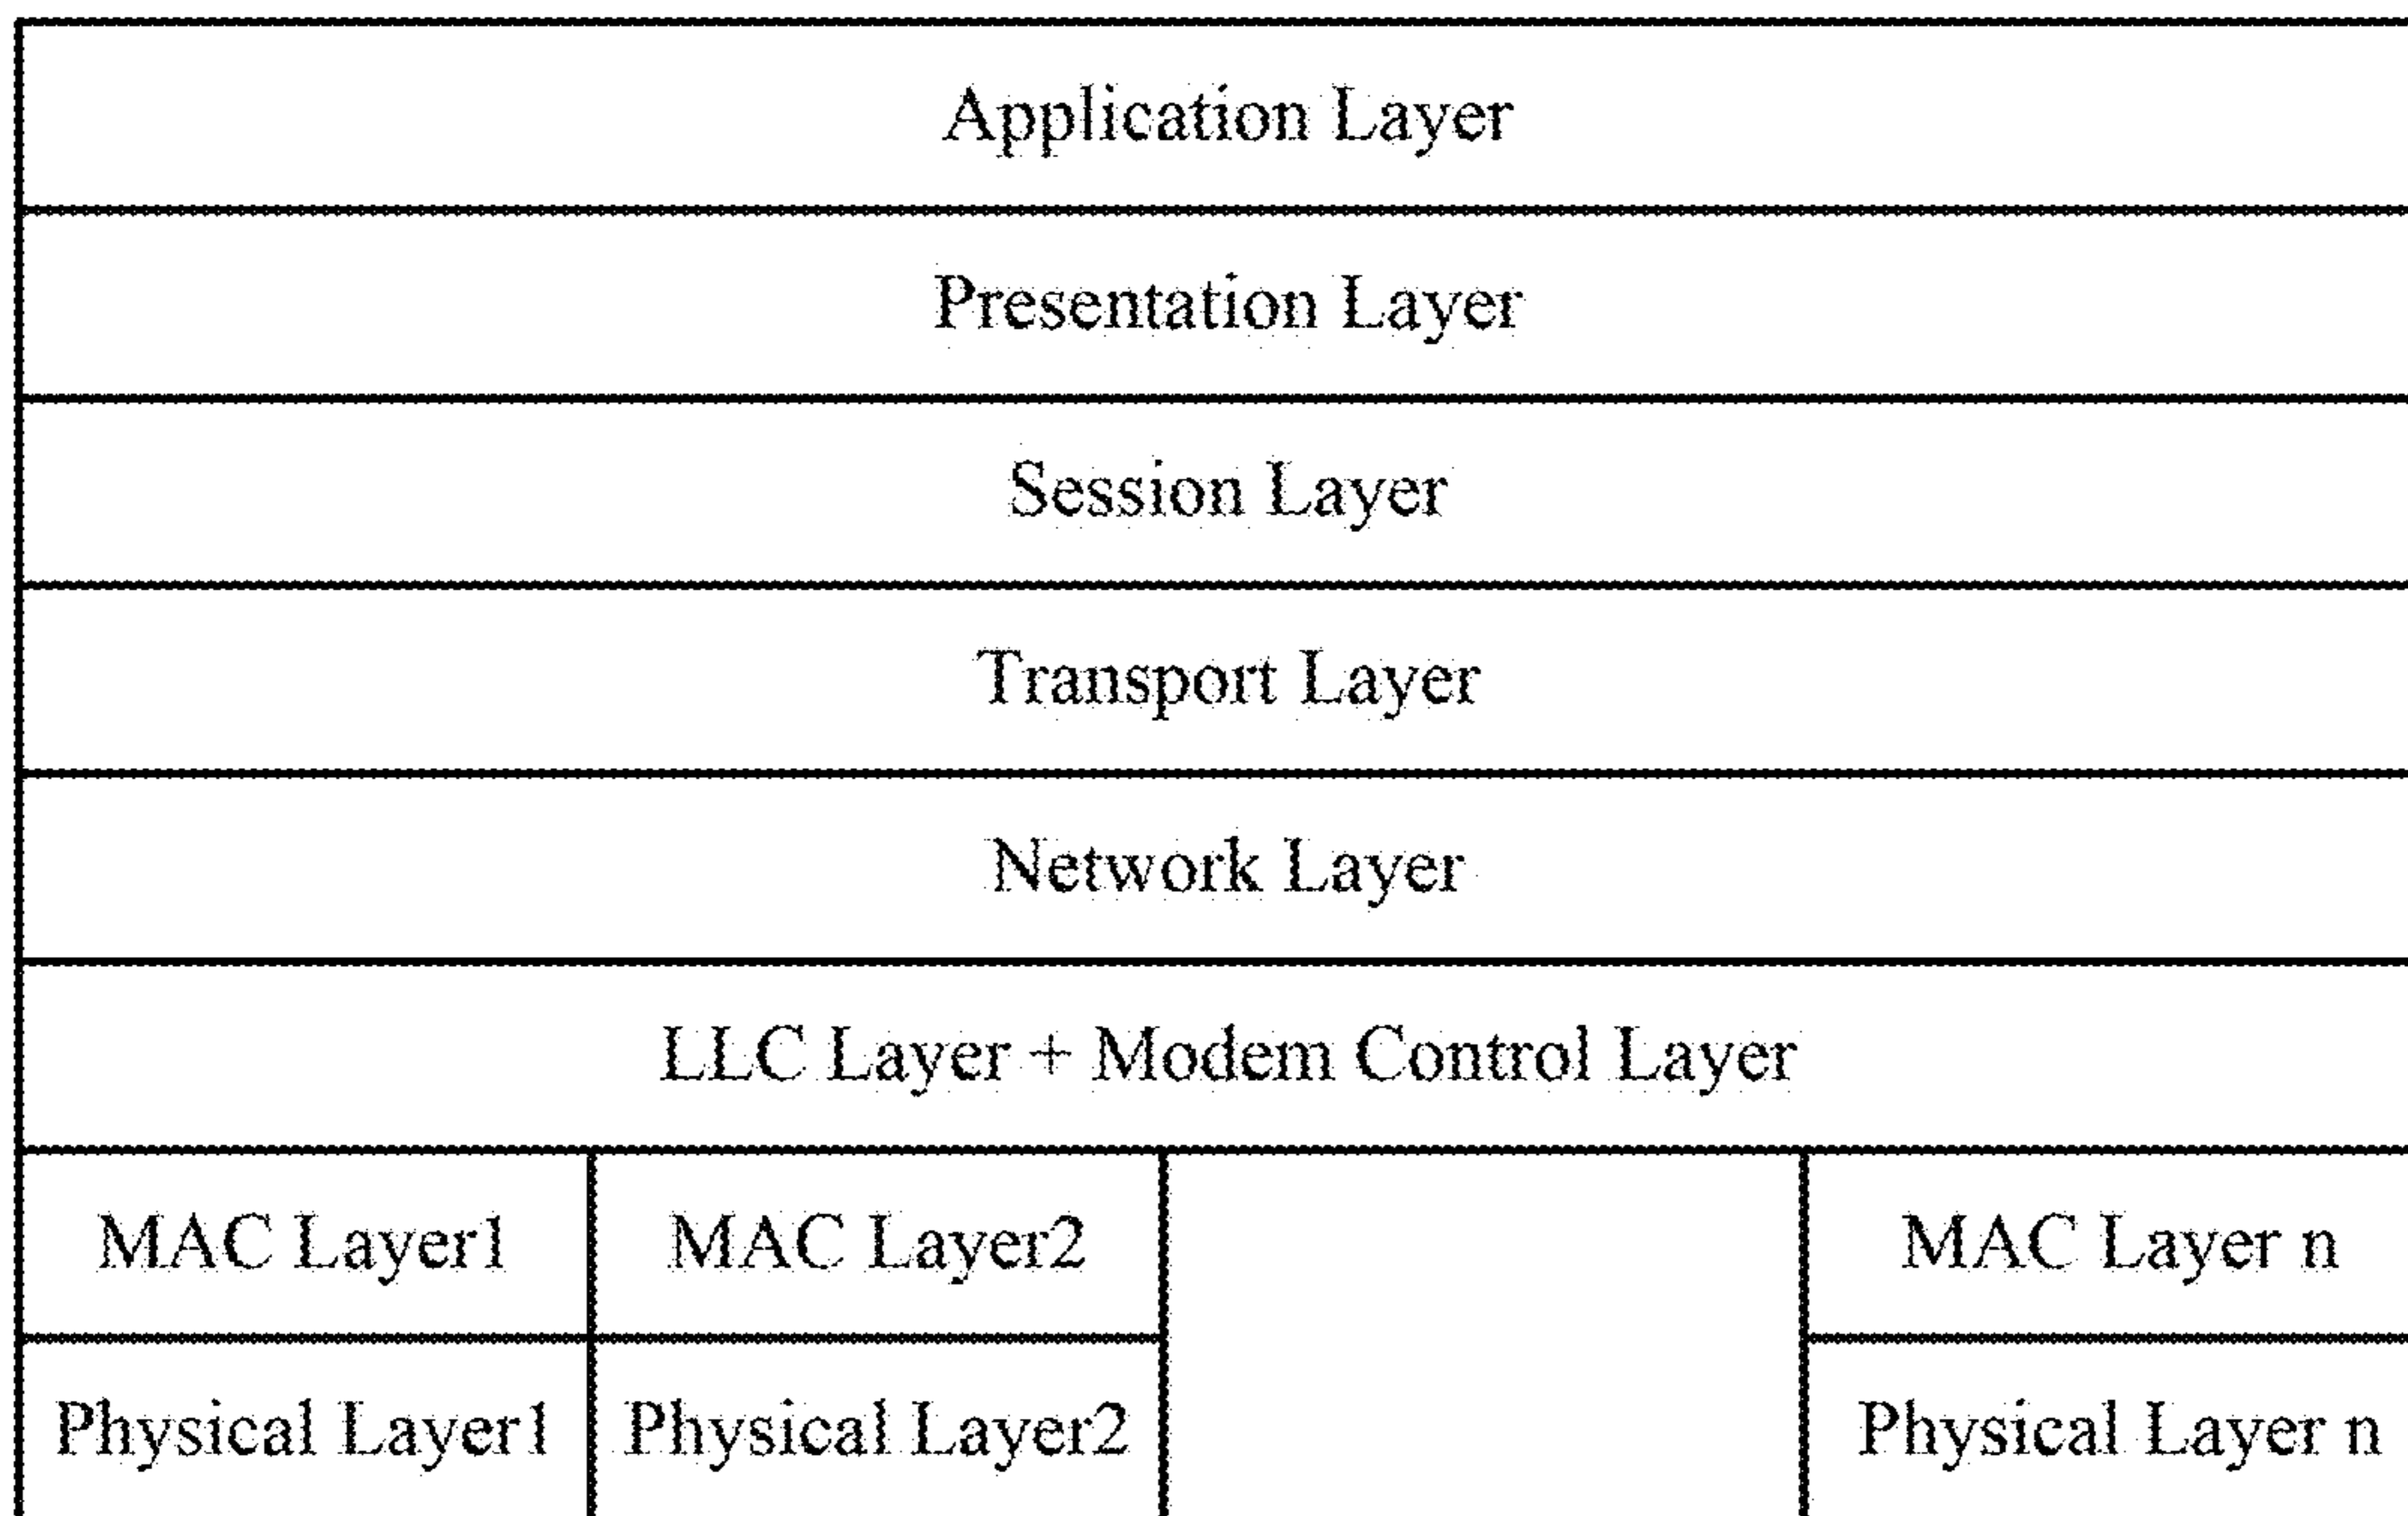 Application Layer
Presentation Layer
Session Layer
Transport Layer
Network Layer
LLC Layer + Modem Control Layer
MAC Layer1 MAC Layer2 MAC Layer n
Physical Layer1 Physical Layer2 Physical Layer n